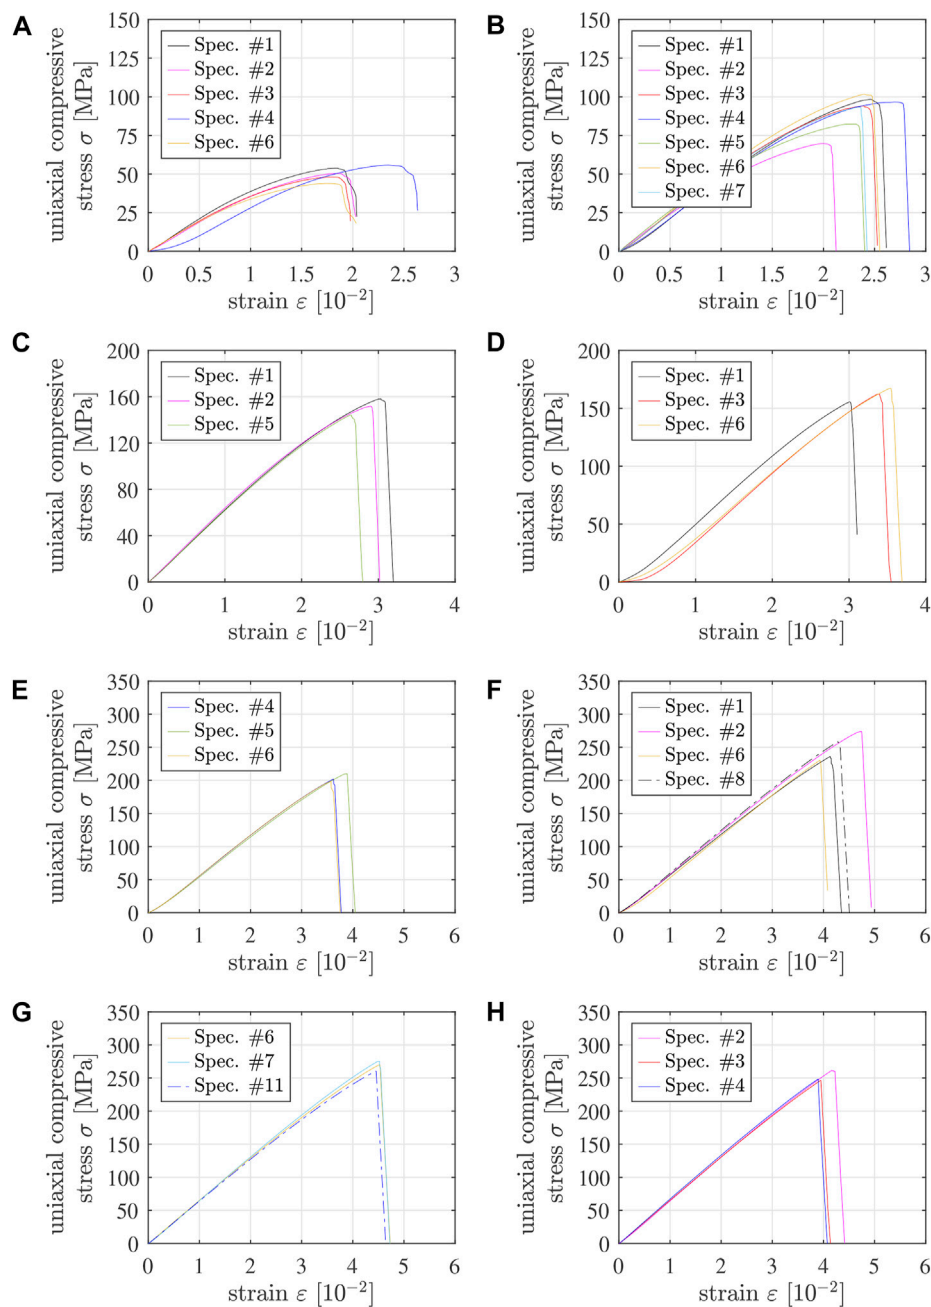 A
uniaxial compressive
stress σ [MPa]
150
125
100
75
50
25
0
Spec. #1
Spec. #2
Spec. #3
Spec. #4
Spec. #6
0 0.5 1 1.5 2 2.5 3
strain ε [10⁻²]
B
uniaxial compressive
stress σ [MPa]
150
125
100
75
50
25
0
Spec. #1
Spec. #2
Spec. #3
Spec. #4
Spec. #5
Spec. #6
Spec. #7
0 0.5 1 1.5 2 2.5 3
strain ε [10⁻²]
C
uniaxial compressive
stress σ [MPa]
200
160
120
80
40
0
Spec. #1
Spec. #2
Spec. #5
0 1 2 3 4
strain ε [10⁻²]
D
uniaxial compressive
stress σ [MPa]
200
150
100
50
0
Spec. #1
Spec. #3
Spec. #6
0 1 2 3 4
strain ε [10⁻²]
E
uniaxial compressive
stress σ [MPa]
350
300
250
200
150
100
50
0
Spec. #4
Spec. #5
Spec. #6
0 1 2 3 4 5 6
strain ε [10⁻²]
F
uniaxial compressive
stress σ [MPa]
350
300
250
200
150
100
50
0
Spec. #1
Spec. #2
Spec. #6
Spec. #8
0 1 2 3 4 5 6
strain ε [10⁻²]
G
uniaxial compressive
stress σ [MPa]
350
300
250
200
150
100
50
0
Spec. #6
Spec. #7
Spec. #11
0 1 2 3 4 5 6
strain ε [10⁻²]
H
uniaxial compressive
stress σ [MPa]
350
300
250
200
150
100
50
0
Spec. #2
Spec. #3
Spec. #4
0 1 2 3 4 5 6
strain ε [10⁻²]